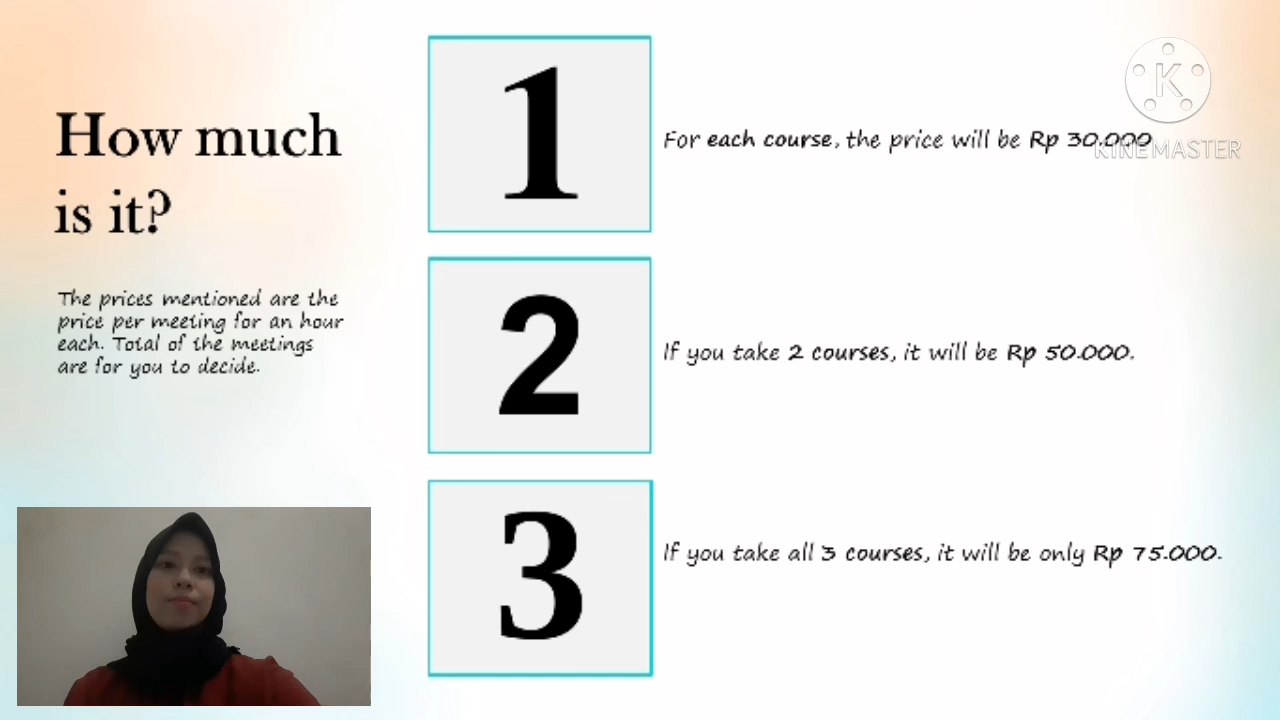 How much
is it?
The prices mentioned are the
price per meeting for an hour
each. Total of the meetings
are for you to decide.
1
For each course, the price will be Rp 30.000
2
If you take 2 courses, it will be Rp 50.000.
3
If you take all 3 courses, it will be only Rp 75.000.
K
KINEMASTER